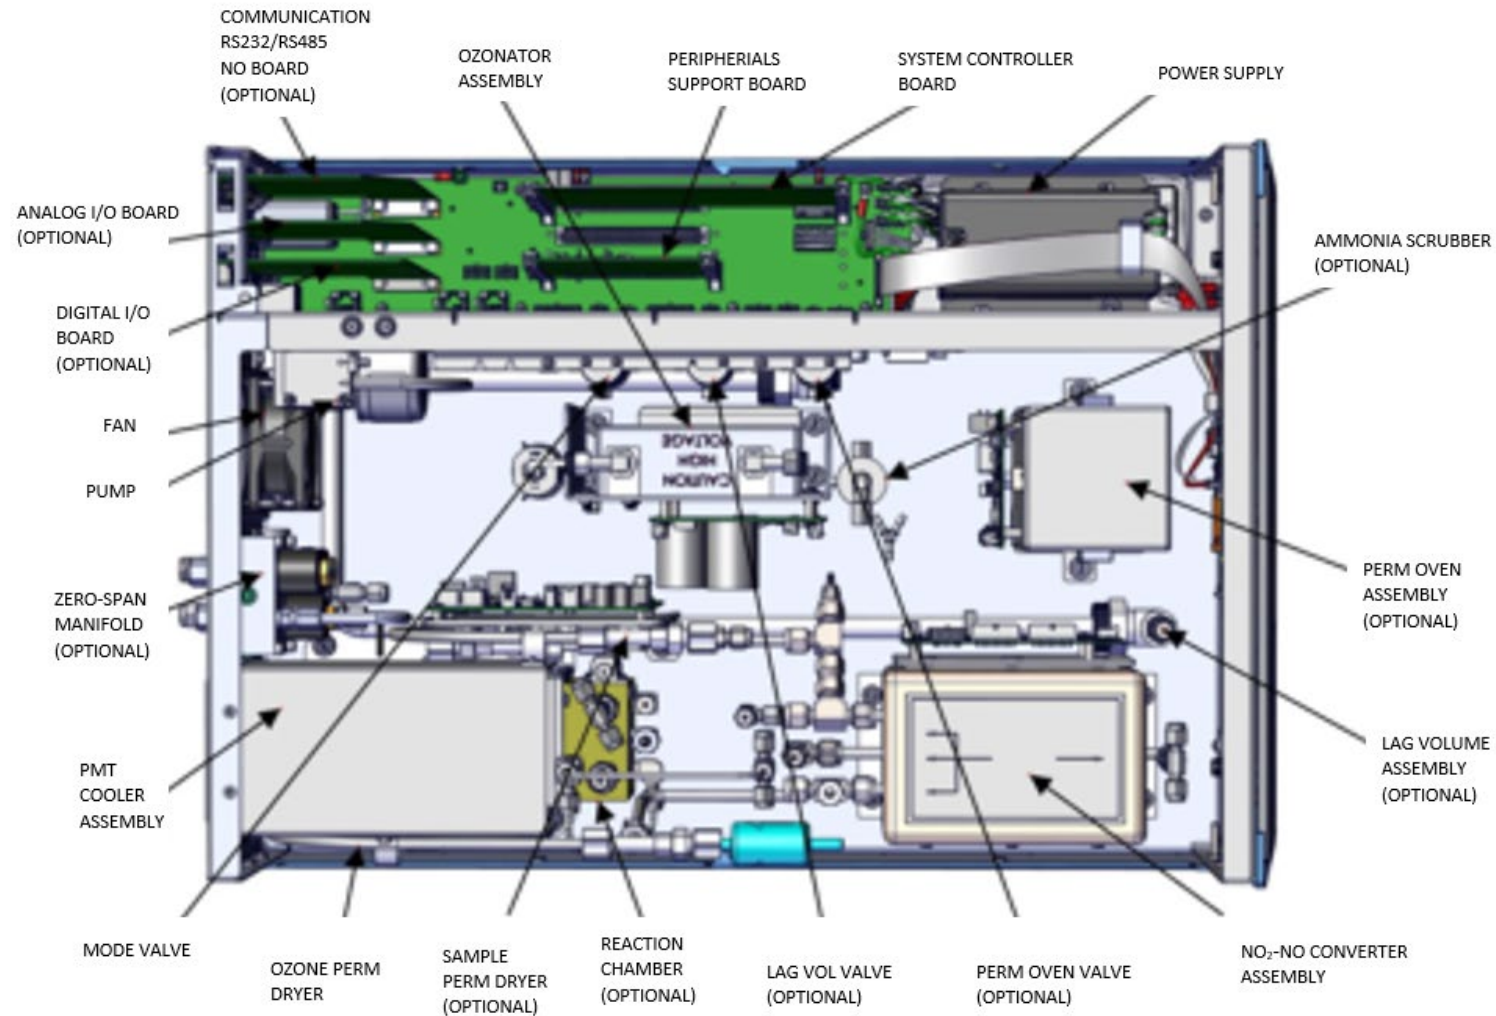 COMMUNICATION
RS232/RS485
NO BOARD
(OPTIONAL)
OZONATOR
ASSEMBLY
PERIPHERIALS
SUPPORT BOARD
SYSTEM CONTROLLER
BOARD
POWER SUPPLY
ANALOG I/O BOARD
(OPTIONAL)
AMMONIA SCRUBBER
(OPTIONAL)
DIGITAL I/O
BOARD
(OPTIONAL)
FAN
CAUTION
HIGH
VOLTAGE
PUMP
PERM OVEN
ASSEMBLY
(OPTIONAL)
ZERO-SPAN
MANIFOLD
(OPTIONAL)
LAG VOLUME
ASSEMBLY
(OPTIONAL)
PMT
COOLER
ASSEMBLY
MODE VALVE
OZONE PERM
DRYER
SAMPLE
PERM DRYER
(OPTIONAL)
REACTION
CHAMBER
(OPTIONAL)
LAG VOL VALVE
(OPTIONAL)
PERM OVEN VALVE
(OPTIONAL)
NO₂-NO CONVERTER
ASSEMBLY